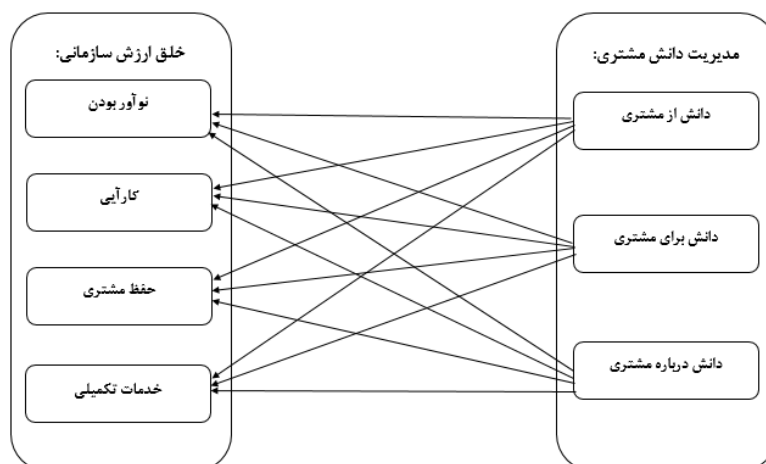 مدیریت دانش مشتری:
دانش از مشتری
دانش برای مشتری
دانش درباره مشتری
خلق ارزش سازمانی:
نوآور بودن
کارآیی
حفظ مشتری
خدمات تکمیلی